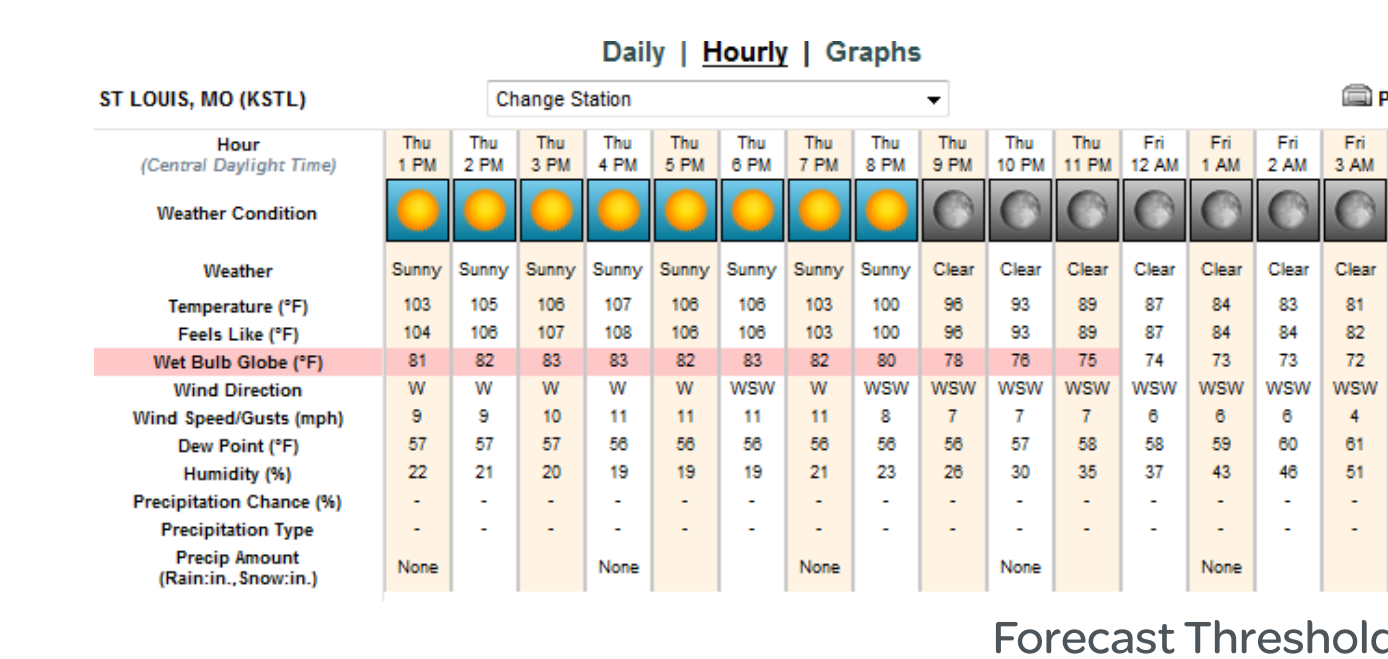 Daily | Hourly | Graphs
ST LOUIS, MO (KSTL) Change Station P
Hour Thu Thu Thu Thu Thu Thu Thu Thu Thu Thu Thu Fri Fri Fri Fri
(Central Daylight Time) 1 PM 2 PM 3 PM 4 PM 5 PM 6 PM 7 PM 8 PM 9 PM 10 PM 11 PM 12 AM 1 AM 2 AM 3 AM
Weather Condition
Weather Sunny Sunny Sunny Sunny Sunny Sunny Sunny Sunny Clear Clear Clear Clear Clear Clear Clear
Temperature (°F) 103 105 106 107 106 106 103 100 96 93 89 87 84 83 81
Feels Like (°F) 104 106 107 108 106 106 103 100 96 93 89 87 84 84 82
Wet Bulb Globe (°F) 81 82 83 83 82 83 82 80 78 76 75 74 73 73 72
Wind Direction W W W W W WSW W WSW WSW WSW WSW WSW WSW WSW WSW
Wind Speed/Gusts (mph) 9 9 10 11 11 11 11 8 7 7 7 6 6 6 4
Dew Point (°F) 57 57 57 56 56 56 56 56 56 57 58 58 59 60 61
Humidity (%) 22 21 20 19 19 19 21 23 26 30 35 37 43 46 51
Precipitation Chance (%) - - - - - - - - - - - - - - -
Precipitation Type - - - - - - - - - - - - - - -
Precip Amount
(Rain:in.,Snow:in.) None None None None None
Forecast Threshold